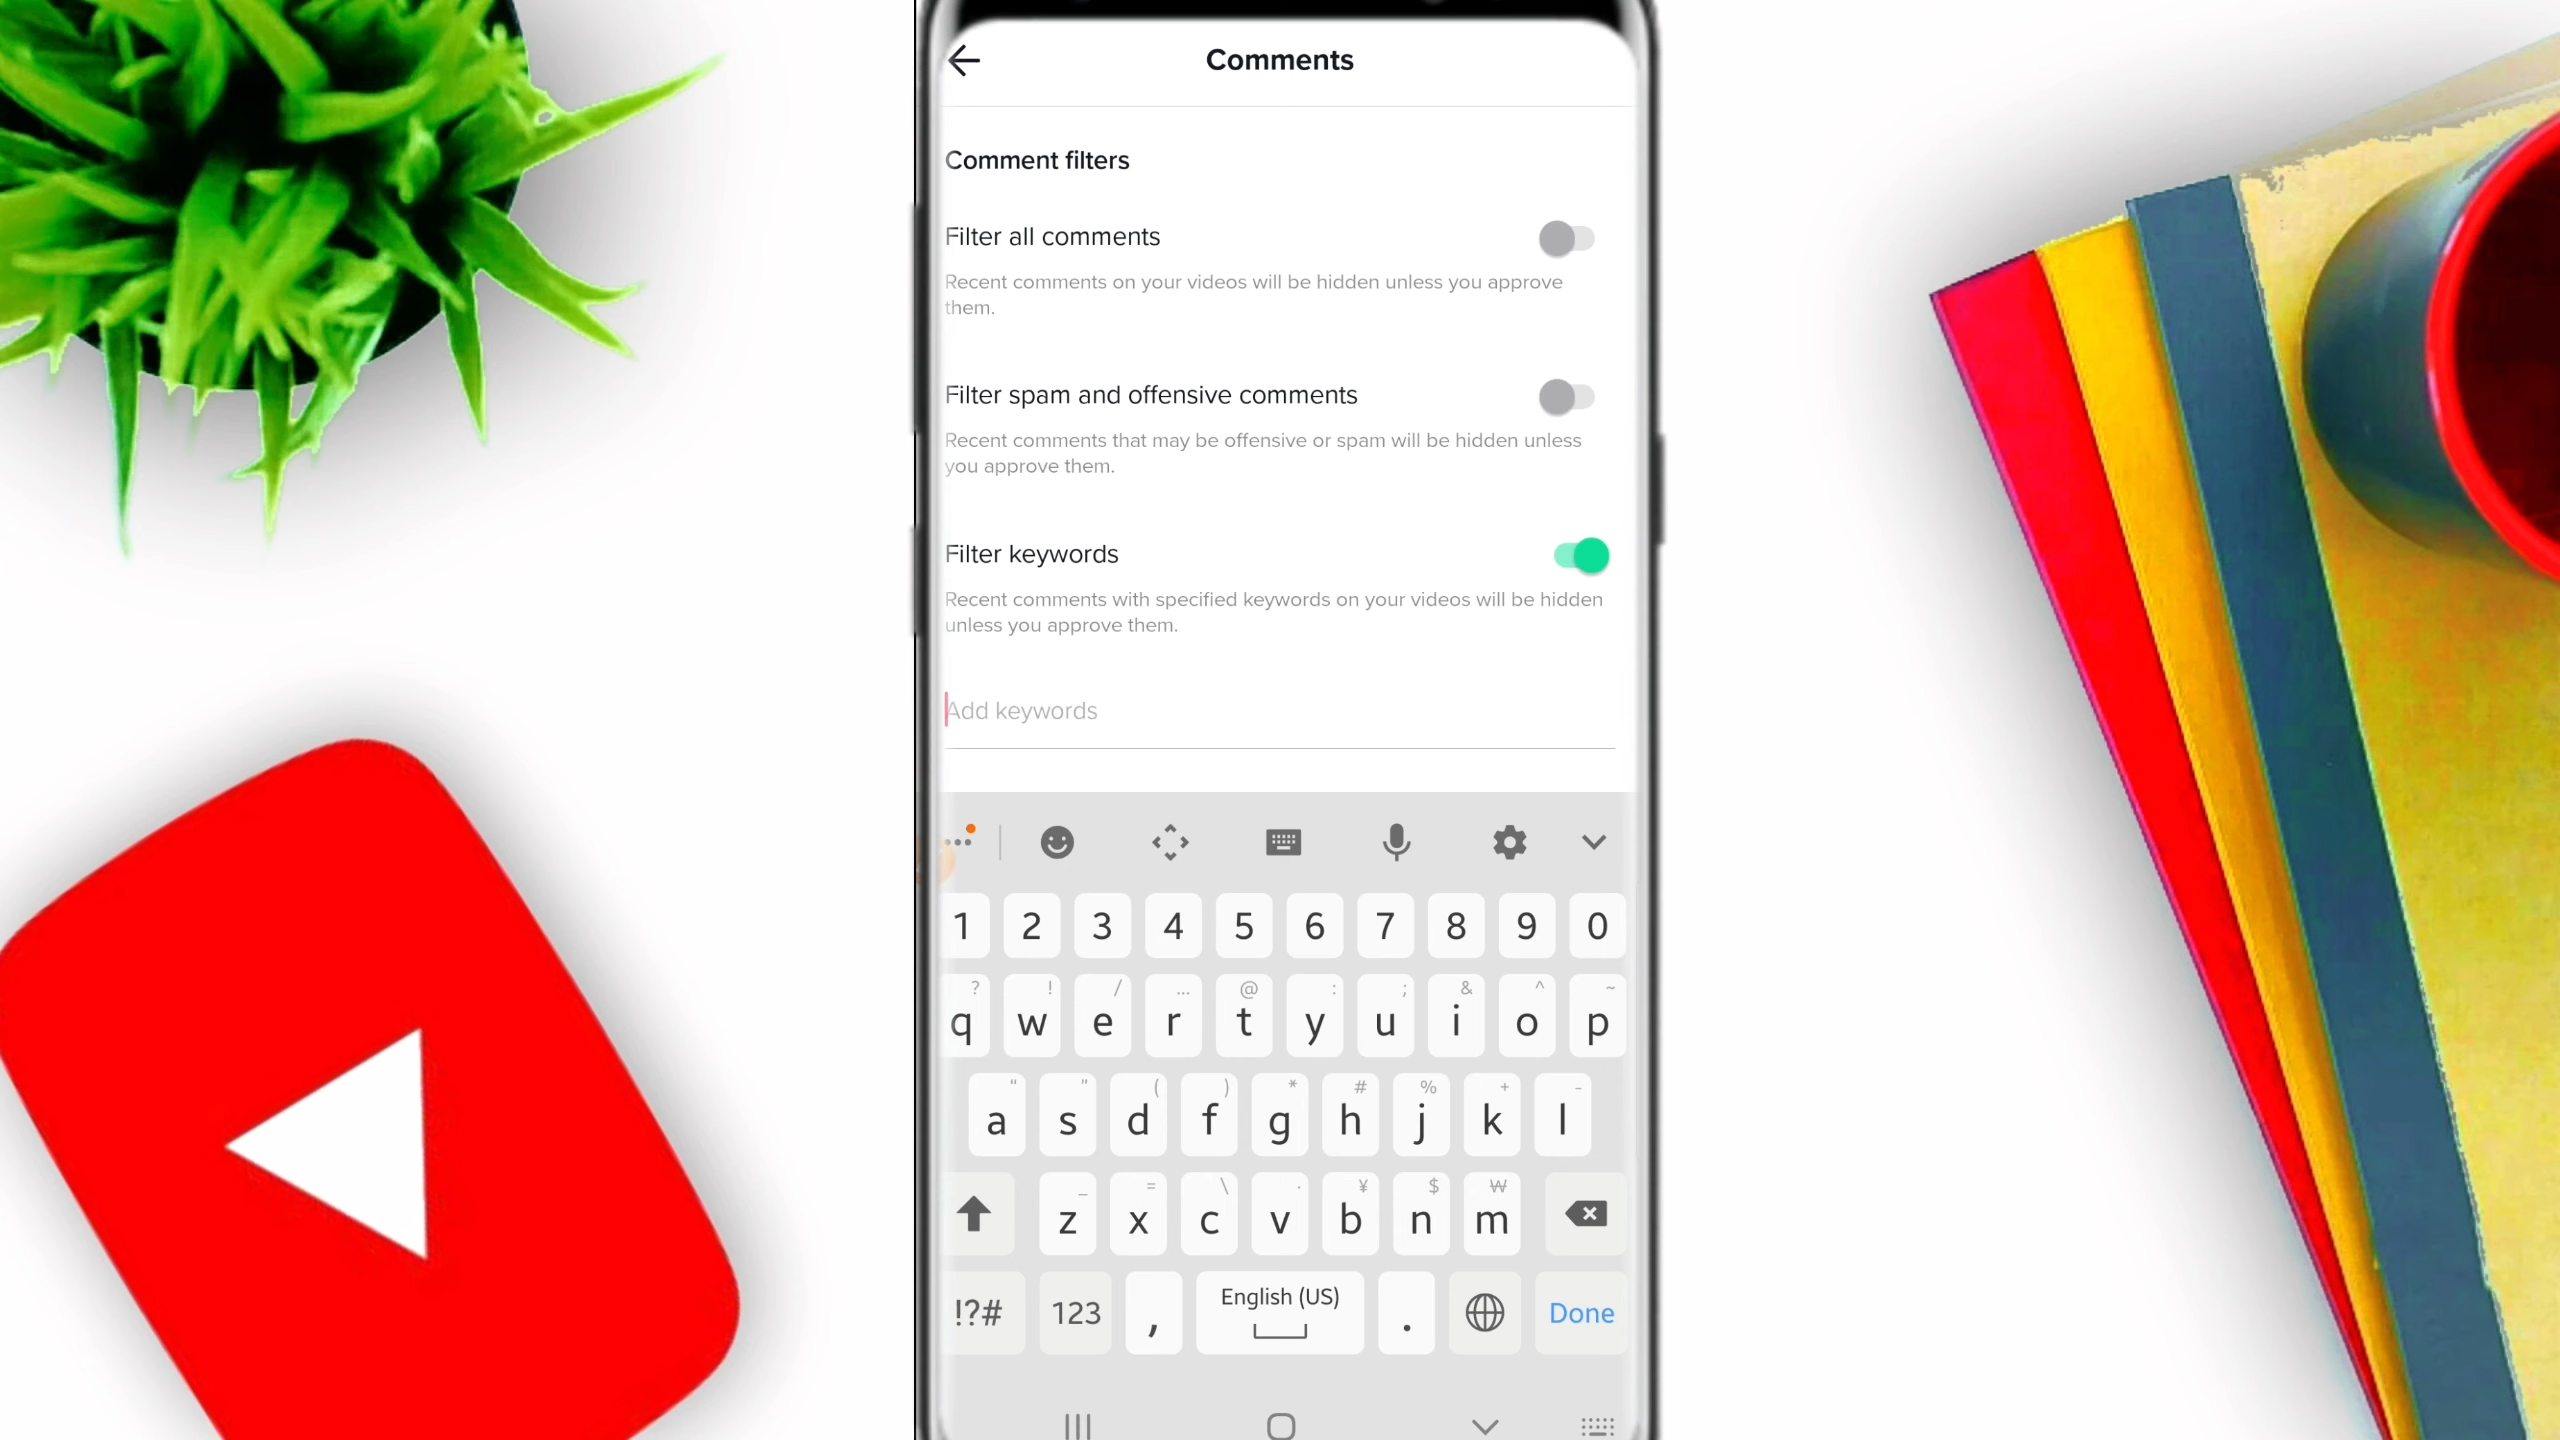 Comments
Comment filters
Filter all comments
Recent comments on your videos will be hidden unless you approve
them.
Filter spam and offensive comments
Recent comments that may be offensive or spam will be hidden unless
you approve them.
Filter keywords
Recent comments with specified keywords on your videos will be hidden
unless you approve them.
Add keywords
1 2 3 4 5 6 7 8 9 0
? ! / ... @ : ; & ^ ~
q w e r t y u i o p
" " ( ) * # % + -
a s d f g h j k l
_ = \ · ¥ $ ₩
z x c v b n m
!?# 123 , English (US) . Done